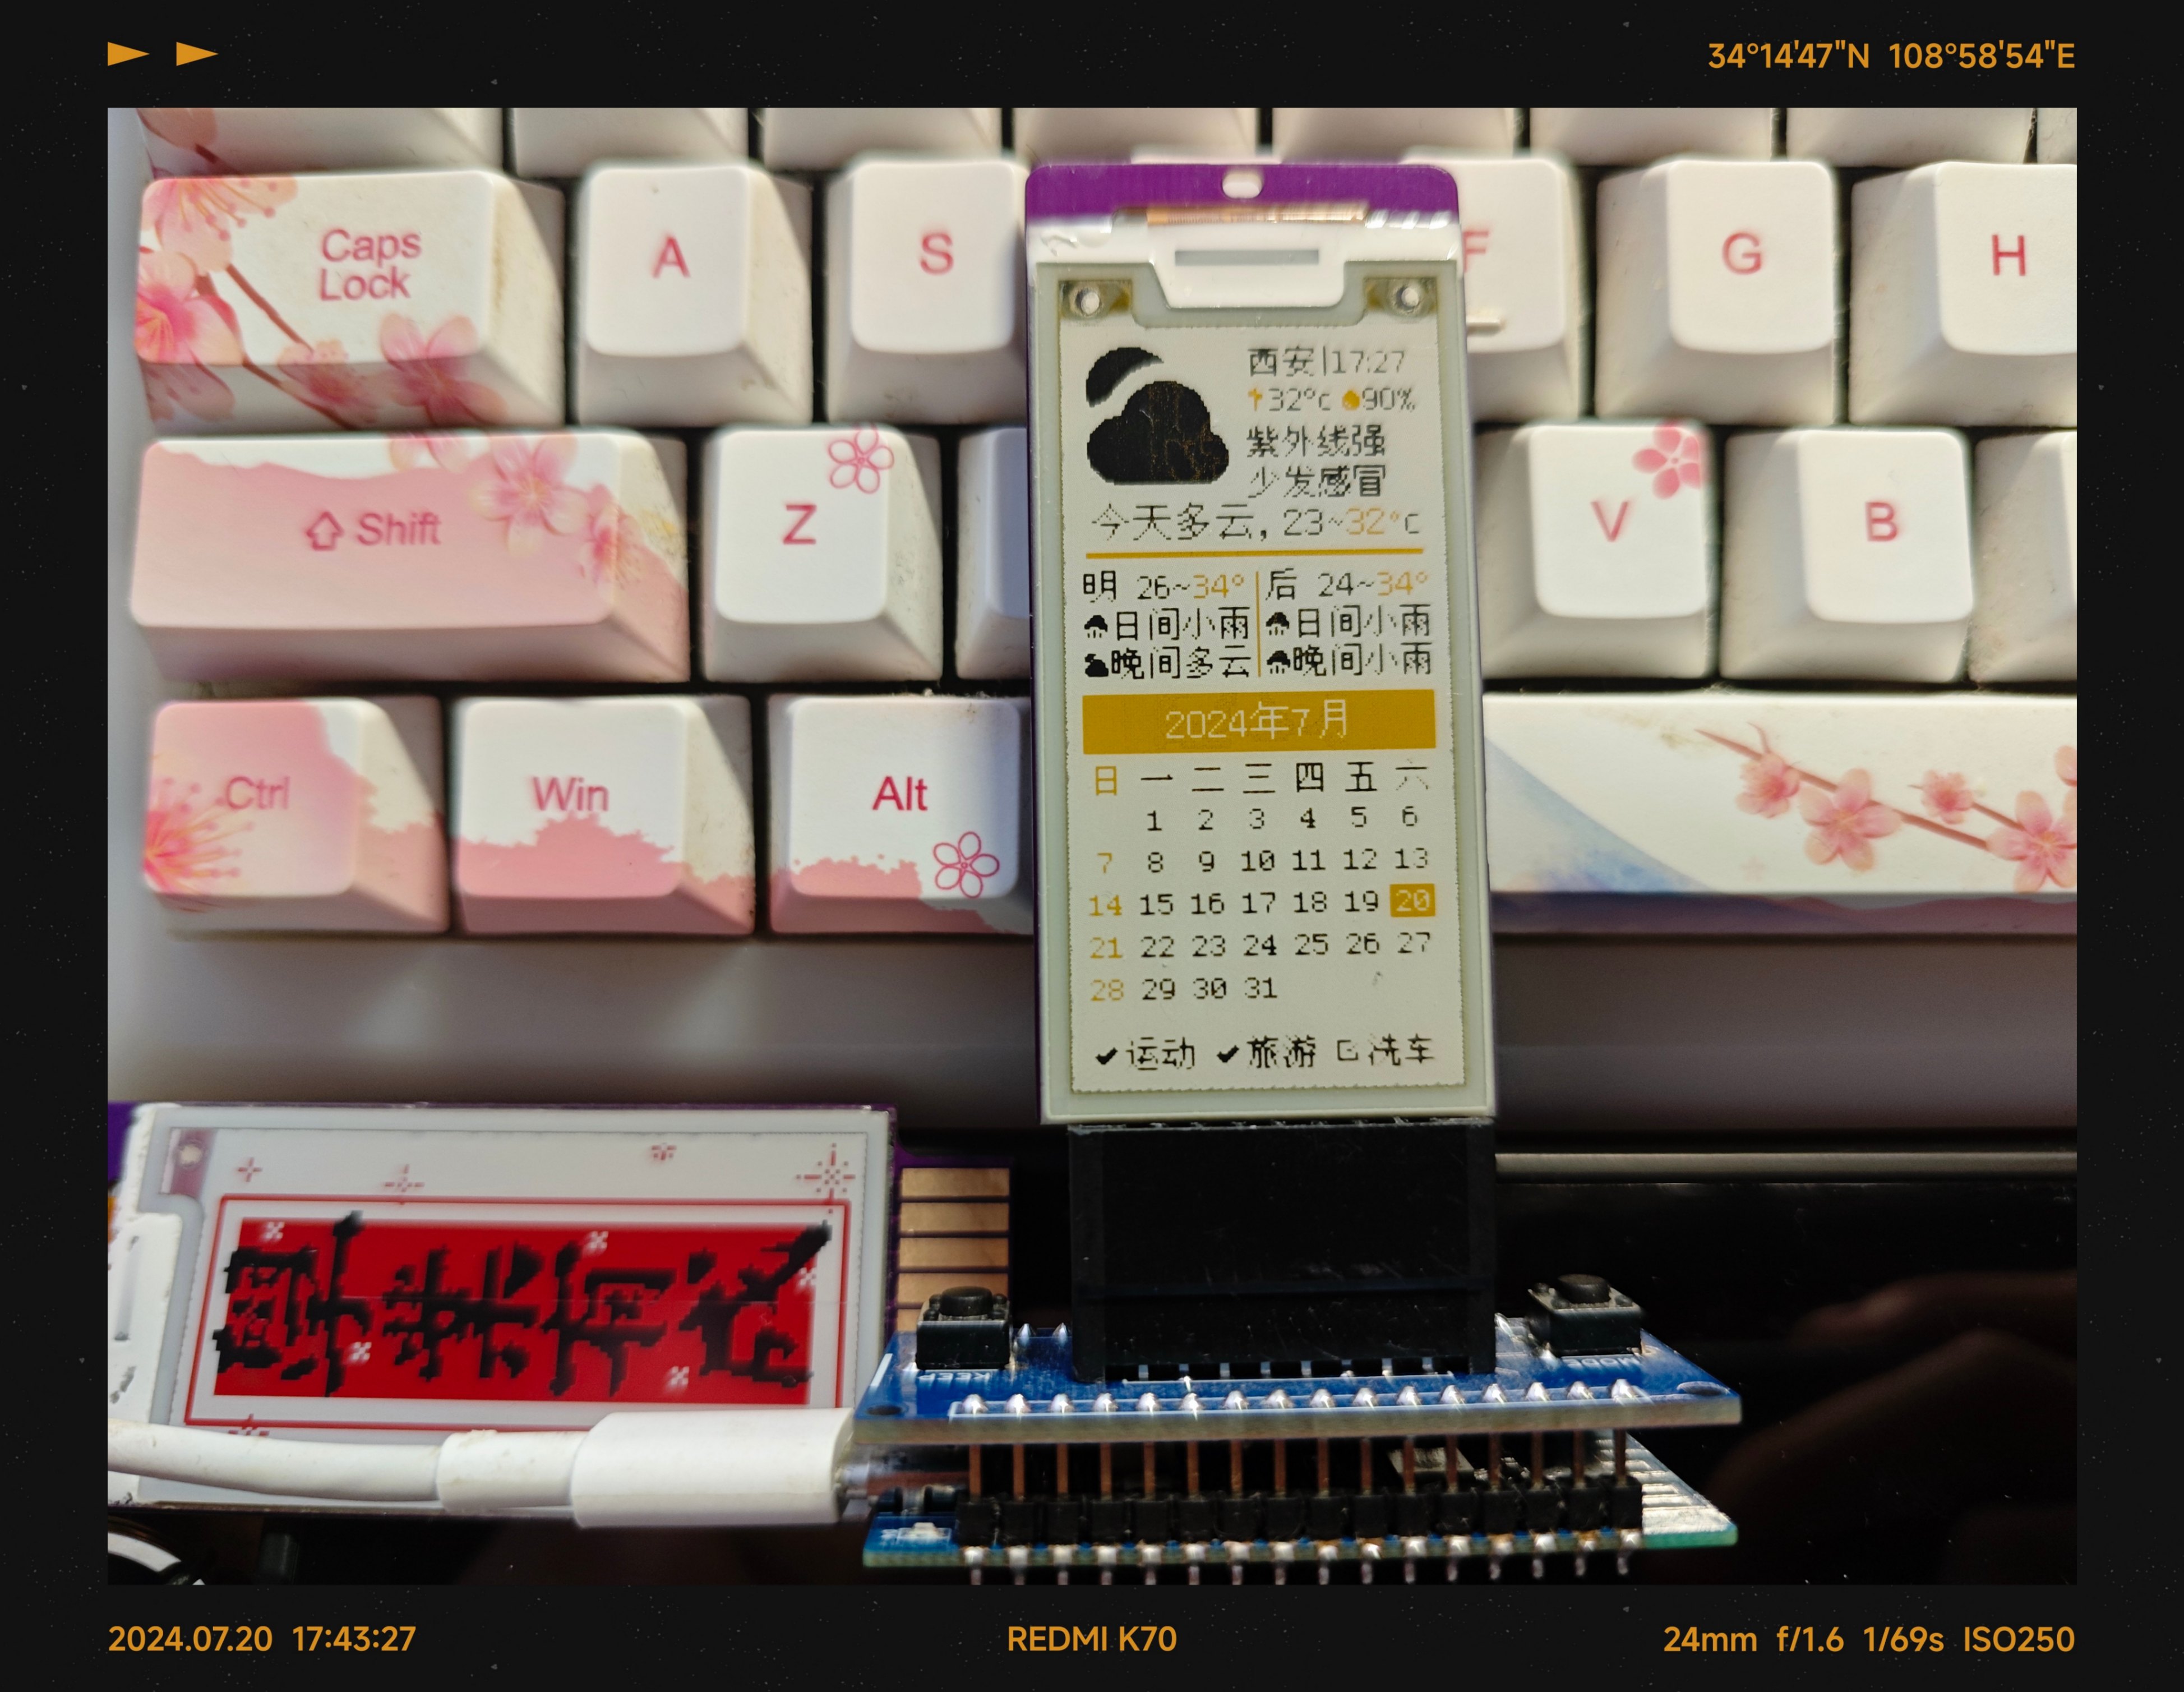 34°14'47"N 108°58'54"E
Caps
Lock
A
S
F
G
H
Shift
Z
V
B
Ctrl
Win
Alt
西安|17:27
32°c 90%
紫外线强
少发感冒
今天多云, 23~32°c
明 26~34° 后 24~34°
日间小雨 日间小雨
晚间多云 晚间小雨
2024年7月
日 一 二 三 四 五 六
1 2 3 4 5 6
7 8 9 10 11 12 13
14 15 16 17 18 19 20
21 22 23 24 25 26 27
28 29 30 31
运动 旅游 洗车
2024.07.20 17:43:27
REDMI K70
24mm f/1.6 1/69s ISO250